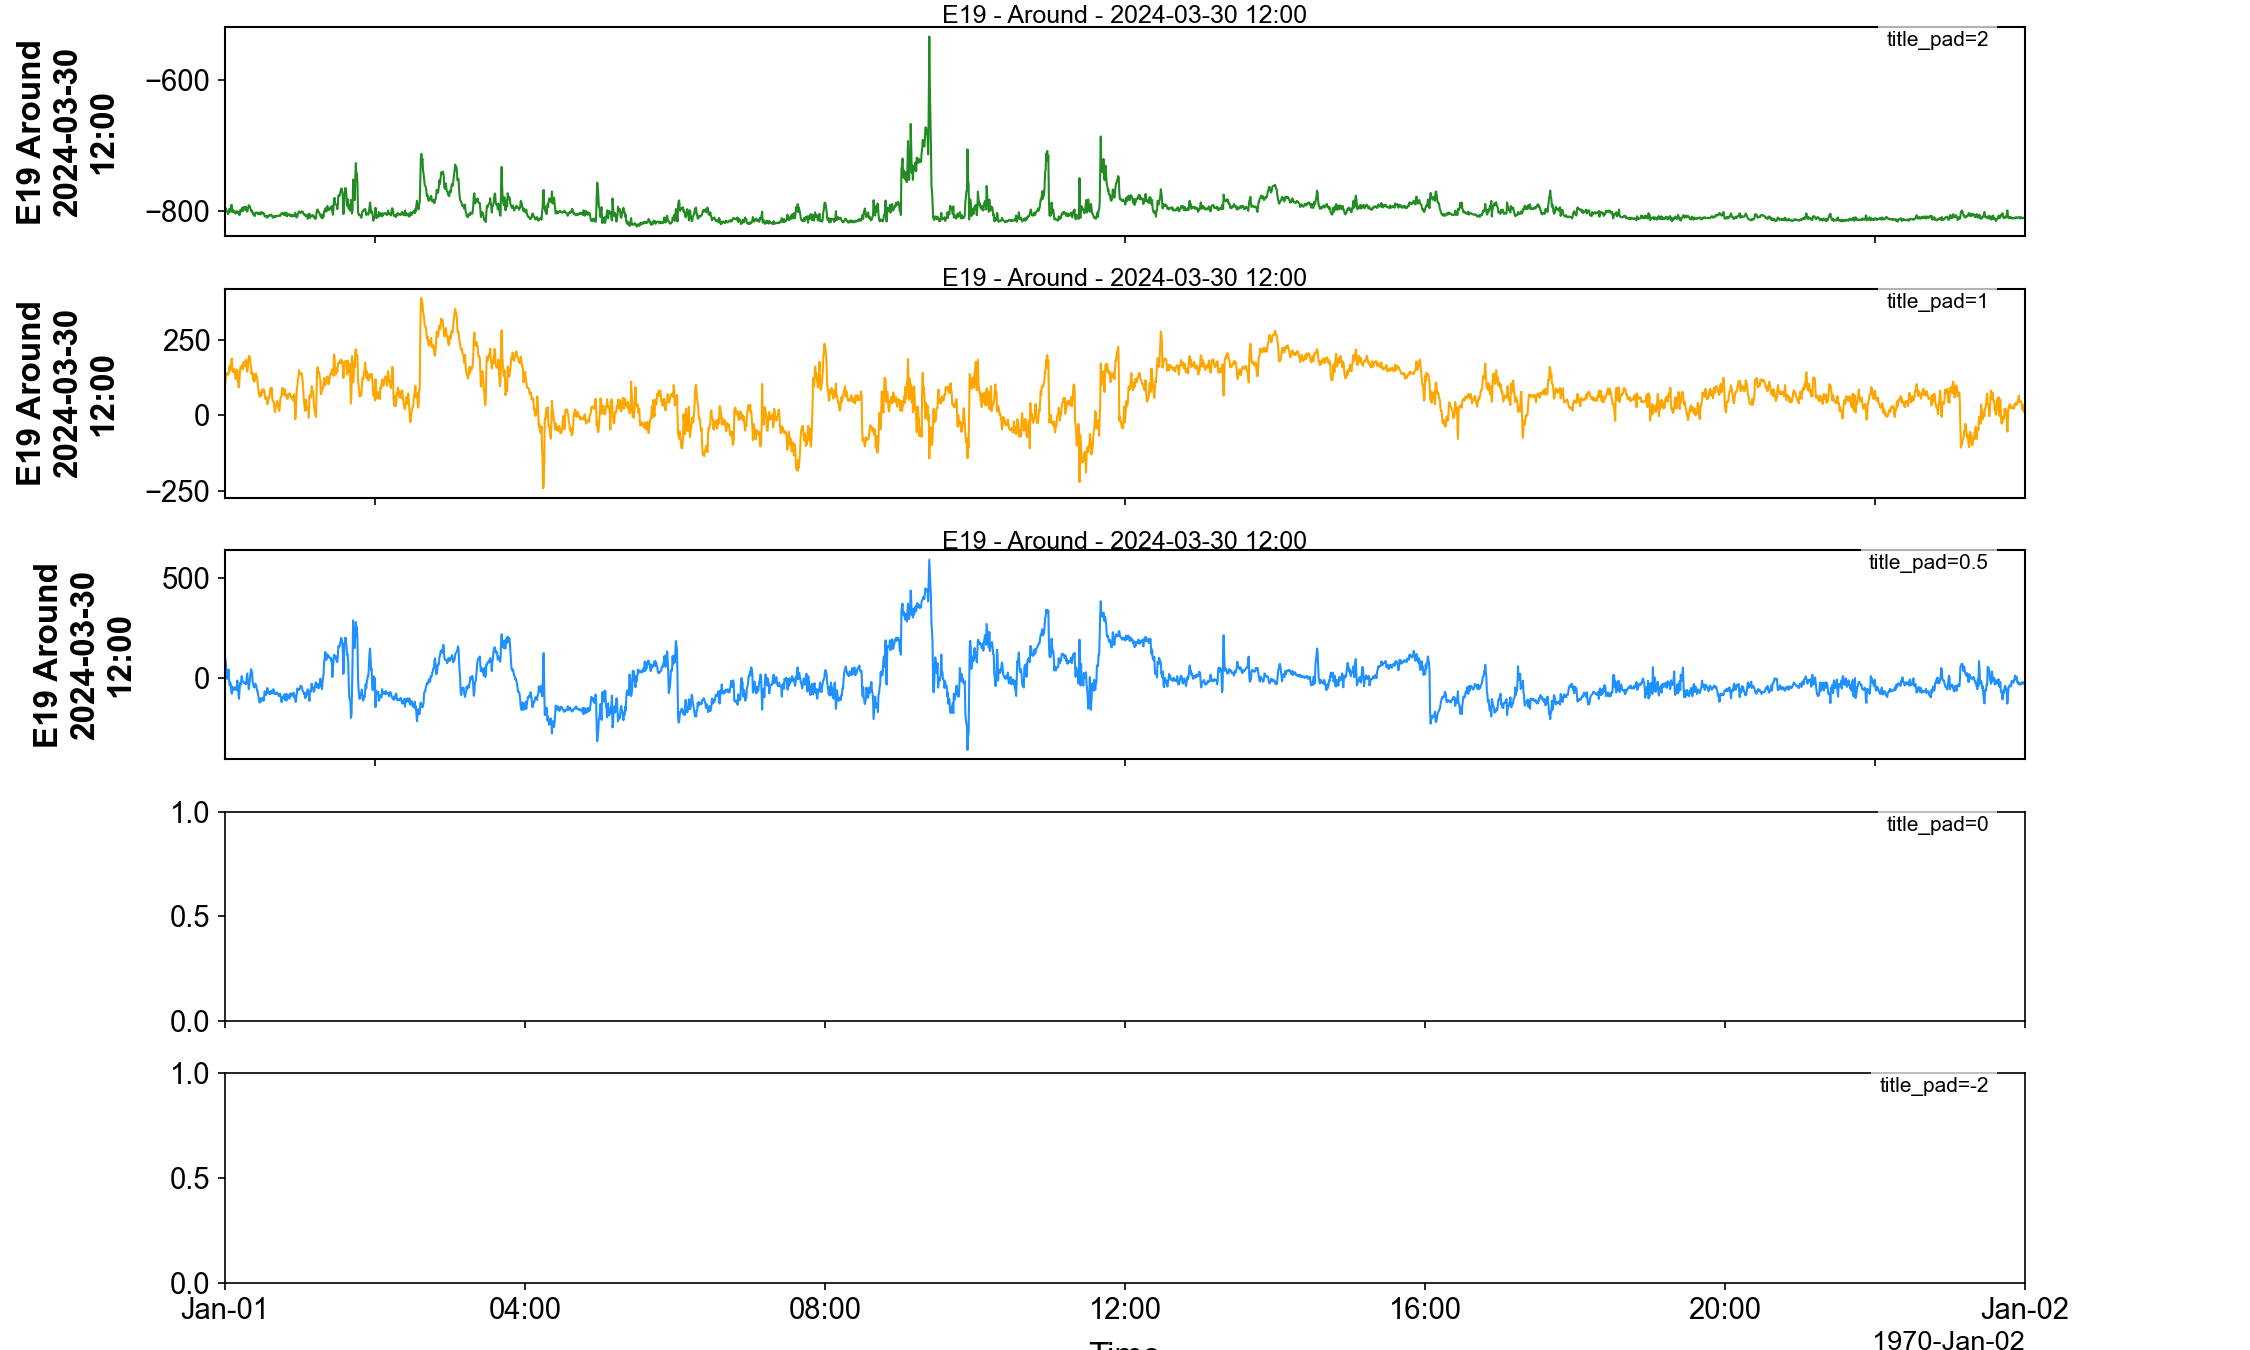 E19 - Around - 2024-03-30 12:00
title_pad=2
E19 Around
2024-03-30
12:00
−600
−800
E19 - Around - 2024-03-30 12:00
title_pad=1
E19 Around
2024-03-30
12:00
250
0
−250
E19 - Around - 2024-03-30 12:00
title_pad=0.5
E19 Around
2024-03-30
12:00
500
0
title_pad=0
1.0
0.5
0.0
title_pad=-2
1.0
0.5
0.0
Jan-01 04:00 08:00 12:00 16:00 20:00 Jan-02
Time
1970-Jan-02